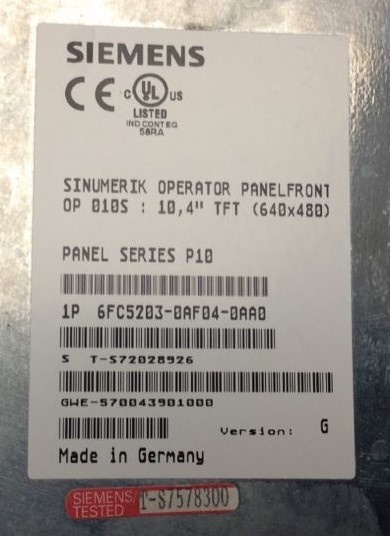 SIEMENS
CE c UL US
LISTED
IND CONT EQ
58RA
SINUMERIK OPERATOR PANELFRONT
OP 010S : 10,4" TFT (640x480)
PANEL SERIES P10
1P 6FC5203-0AF04-0AA0
S T-S72028926
GWE-570043901000
Version: G
Made in Germany
SIEMENS/ T-S7578300
TESTED